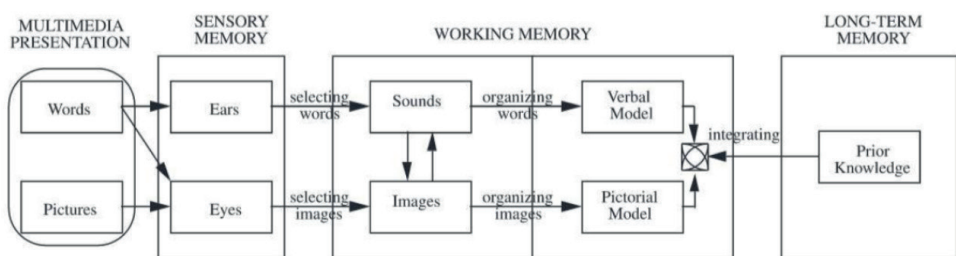 MULTIMEDIA
PRESENTATION
SENSORY
MEMORY
WORKING MEMORY
LONG-TERM
MEMORY
Words
Ears
selecting
words
Sounds
organizing
words
Verbal
Model
integrating
Prior
Knowledge
Pictures
Eyes
selecting
images
Images
organizing
images
Pictorial
Model